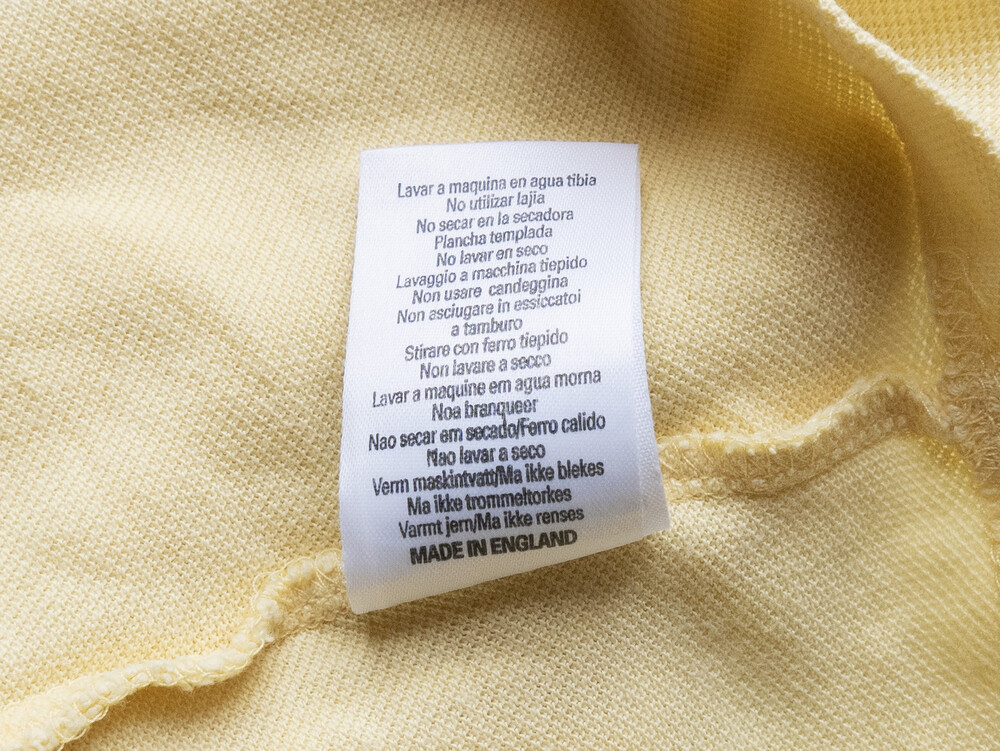 Lavar a maquina en agua tibia
No utilizar lajia
No secar en la secadora
Plancha templada
No lavar en seco
Lavaggio a macchina tiepido
Non usare candeggina
Non asciugare in essiccatoi
a tamburo
Stirare con ferro tiepido
Non lavare a secco
Lavar a maquine em agua morna
Noa branqueer
Nao secar em secado/Ferro calido
Nao lavar a seco
Verm maskintvatt/Ma ikke blekes
Ma ikke trommeltorkes
Varmt jern/Ma ikke renses
MADE IN ENGLAND